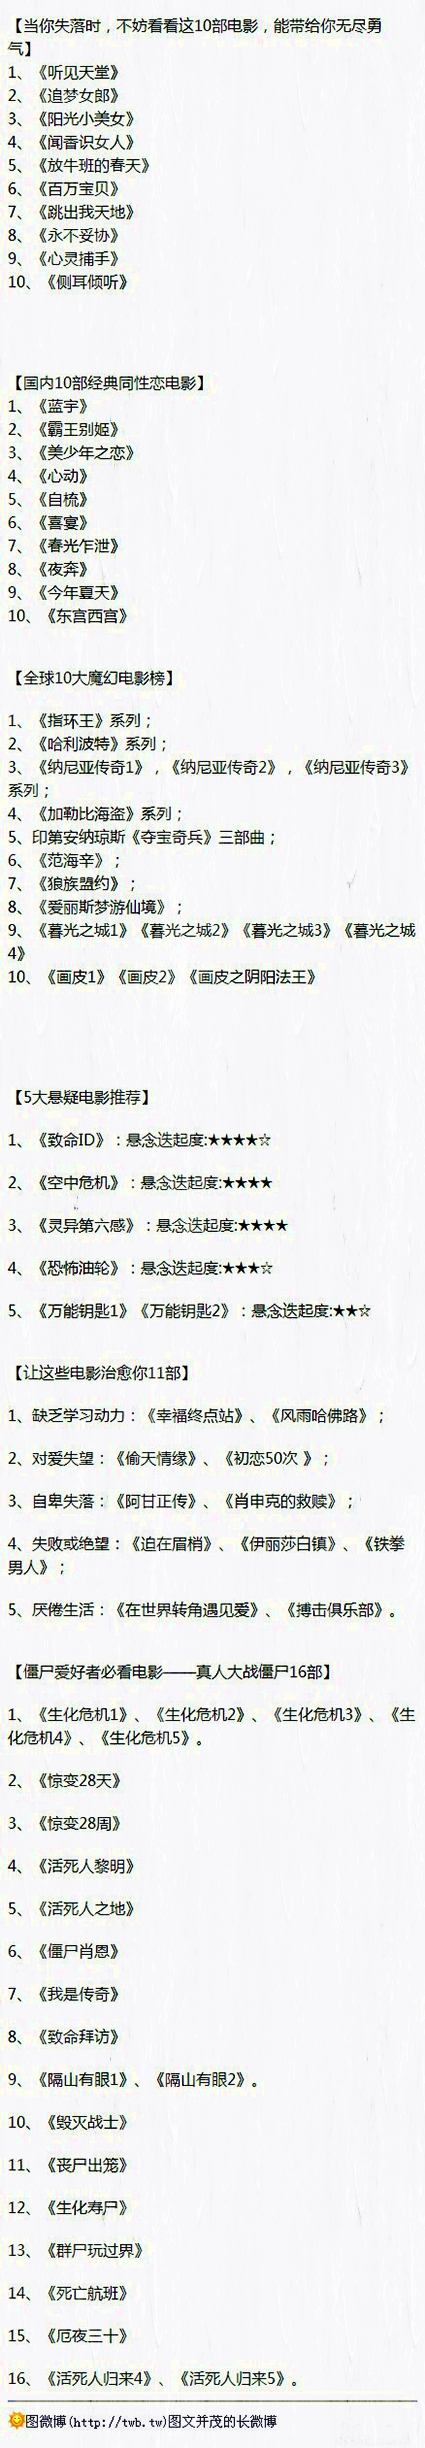 【当你失落时，不妨看看这10部电影，能带给你无尽勇
气】
1、《听见天堂》
2、《追梦女郎》
3、《阳光小美女》
4、《闻香识女人》
5、《放牛班的春天》
6、《百万宝贝》
7、《跳出我天地》
8、《永不妥协》
9、《心灵捕手》
10、《侧耳倾听》
【国内10部经典同性恋电影】
1、《蓝宇》
2、《霸王别姬》
3、《美少年之恋》
4、《心动》
5、《自梳》
6、《喜宴》
7、《春光乍泄》
8、《夜奔》
9、《今年夏天》
10、《东宫西宫》
【全球10大魔幻电影榜】
1、《指环王》系列；
2、《哈利波特》系列；
3、《纳尼亚传奇1》，《纳尼亚传奇2》，《纳尼亚传奇3》
系列；
4、《加勒比海盗》系列；
5、印第安纳琼斯《夺宝奇兵》三部曲；
6、《范海辛》；
7、《狼族盟约》；
8、《爱丽斯梦游仙境》；
9、《暮光之城1》《暮光之城2》《暮光之城3》《暮光之城
4》
10、《画皮1》《画皮2》《画皮之阴阳法王》
【5大悬疑电影推荐】
1、《致命ID》：悬念迭起度:★★★★☆
2、《空中危机》：悬念迭起度:★★★★
3、《灵异第六感》：悬念迭起度:★★★★
4、《恐怖油轮》：悬念迭起度:★★★☆
5、《万能钥匙1》《万能钥匙2》：悬念迭起度:★★☆
【让这些电影治愈你11部】
1、缺乏学习动力：《幸福终点站》、《风雨哈佛路》；
2、对爱失望：《偷天情缘》、《初恋50次 》；
3、自卑失落：《阿甘正传》、《肖申克的救赎》；
4、失败或绝望：《迫在眉梢》、《伊丽莎白镇》、《铁拳
男人》；
5、厌倦生活：《在世界转角遇见爱》、《搏击俱乐部》。
【僵尸爱好者必看电影——真人大战僵尸16部】
1、《生化危机1》、《生化危机2》、《生化危机3》、《生
化危机4》、《生化危机5》。
2、《惊变28天》
3、《惊变28周》
4、《活死人黎明》
5、《活死人之地》
6、《僵尸肖恩》
7、《我是传奇》
8、《致命拜访》
9、《隔山有眼1》、《隔山有眼2》。
10、《毁灭战士》
11、《丧尸出笼》
12、《生化寿尸》
13、《群尸玩过界》
14、《死亡航班》
15、《厄夜三十》
16、《活死人归来4》、《活死人归来5》。
图微博(http://twb.tw)图文并茂的长微博